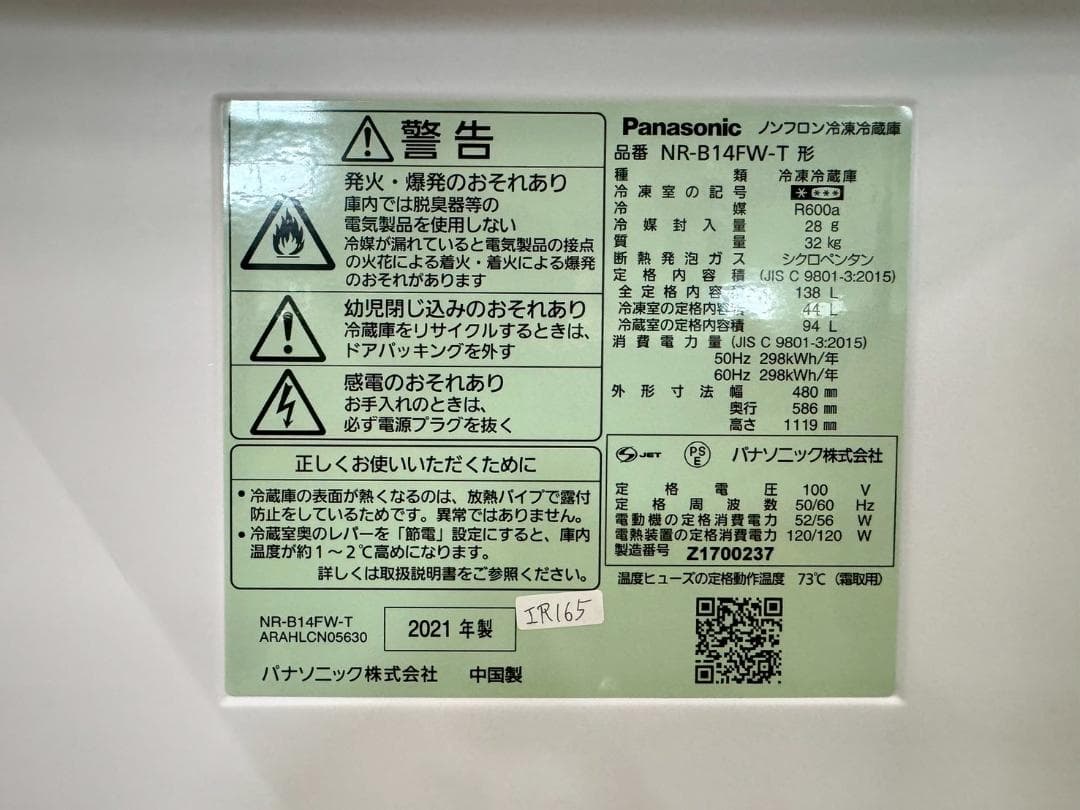 警告
発火・爆発のおそれあり
庫内では脱臭器等の
電気製品を使用しない
冷媒が漏れていると電気製品の接点
の火花による着火・着火による爆発
のおそれがあります
幼児閉じ込みのおそれあり
冷蔵庫をリサイクルするときは、
ドアパッキングを外す
感電のおそれあり
お手入れのときは、
必ず電源プラグを抜く
正しくお使いいただくために
●冷蔵庫の表面が熱くなるのは、放熱パイプで露付
防止をしているためです。異常ではありません。
●冷蔵室奥のレバーを「節電」設定にすると、庫内
温度が約1～2℃高めになります。
詳しくは取扱説明書をご参照ください。
NR-B14FW-T
ARAHLCN05630
2021年製
IR165
パナソニック株式会社 中国製
Panasonic ノンフロン冷凍冷蔵庫
品番 NR-B14FW-T 形
種類 冷凍冷蔵庫
冷凍室の記号 * ***
冷媒 R600a
冷媒封入量 28 g
質量 32 kg
断熱発泡ガス シクロペンタン
定格内容積 (JIS C 9801-3:2015)
全定格内容積 138 L
冷凍室の定格内容積 44 L
冷蔵室の定格内容積 94 L
消費電力量 (JIS C 9801-3:2015)
50Hz 298kWh/年
60Hz 298kWh/年
外形寸法 幅 480 mm
奥行 586 mm
高さ 1119 mm
JET PSE パナソニック株式会社
定格電圧 100 V
定格周波数 50/60 Hz
電動機の定格消費電力 52/56 W
電熱装置の定格消費電力 120/120 W
製造番号 Z1700237
温度ヒューズの定格動作温度 73℃（霜取用）